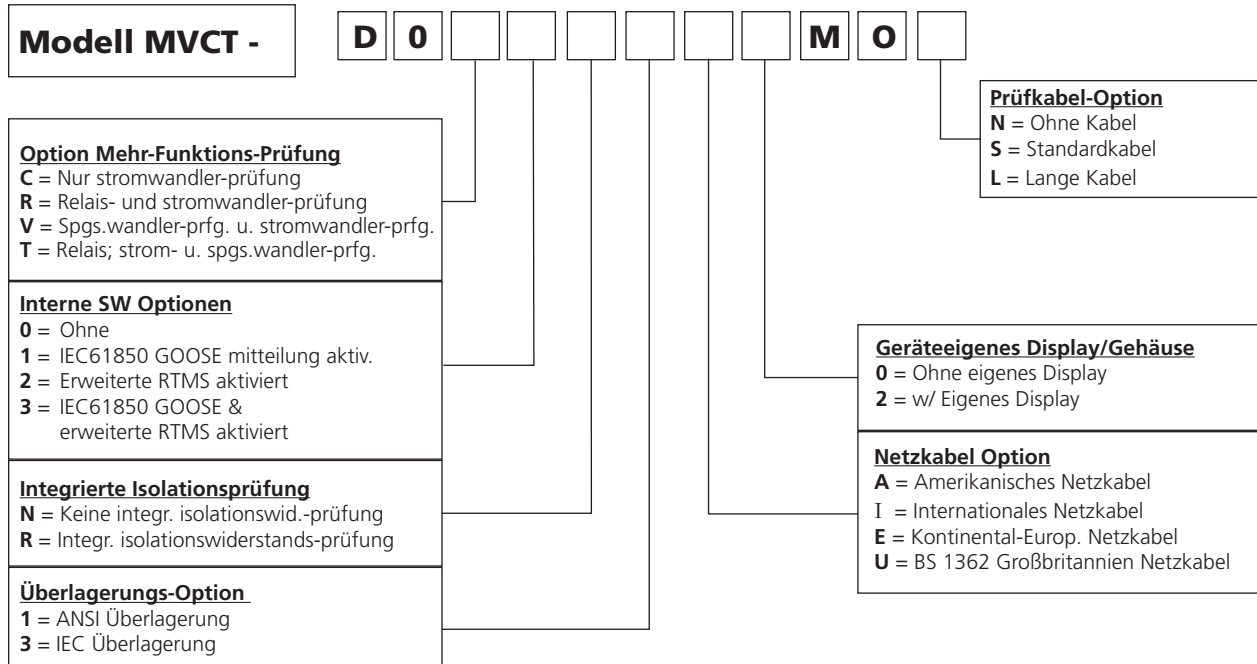 Modell MVCT - D 0 M O
Prüfkabel-Option
N = Ohne Kabel
S = Standardkabel
L = Lange Kabel
Option Mehr-Funktions-Prüfung
C = Nur stromwandler-prüfung
R = Relais- und stromwandler-prüfung
V = Spgs.wandler-prfg. u. stromwandler-prfg.
T = Relais; strom- u. spgs.wandler-prfg.
Interne SW Optionen
0 = Ohne
1 = IEC61850 GOOSE mitteilung aktiv.
2 = Erweiterte RTMS aktiviert
3 = IEC61850 GOOSE &
erweiterte RTMS aktiviert
Integrierte Isolationsprüfung
N = Keine integr. isolationswid.-prüfung
R = Integr. isolationswiderstands-prüfung
Überlagerungs-Option
1 = ANSI Überlagerung
3 = IEC Überlagerung
Geräteeigenes Display/Gehäuse
0 = Ohne eigenes Display
2 = w/ Eigenes Display
Netzkabel Option
A = Amerikanisches Netzkabel
I = Internationales Netzkabel
E = Kontinental-Europ. Netzkabel
U = BS 1362 Großbritannien Netzkabel